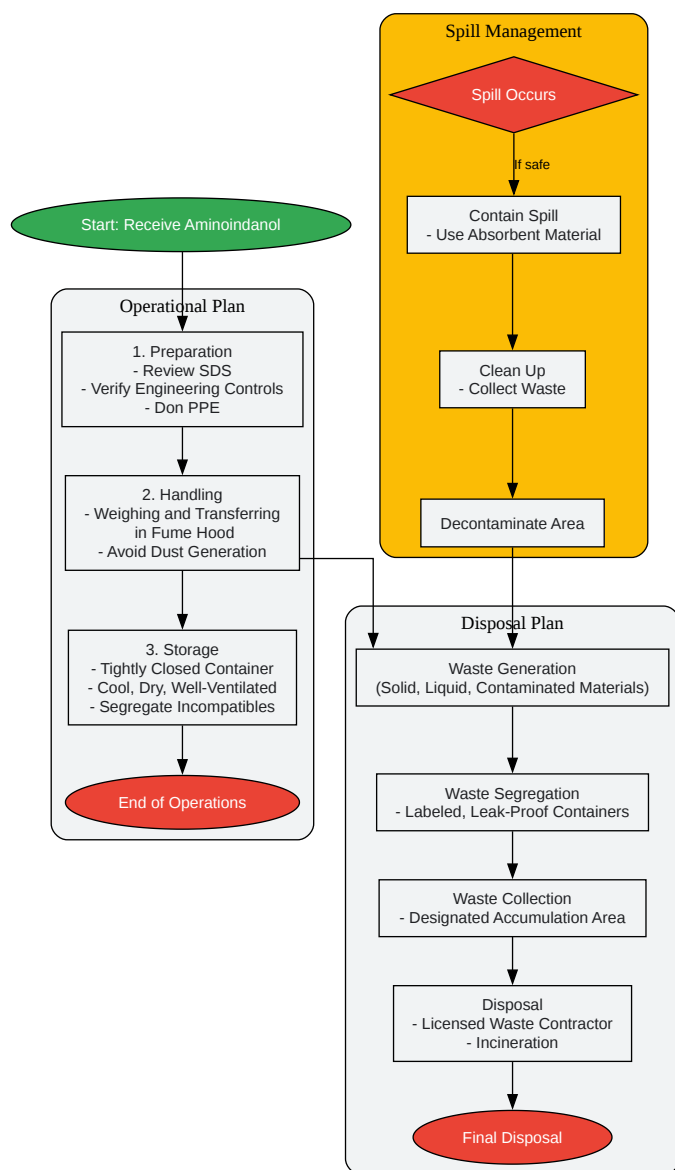 Spill Management
Spill Occurs
If safe
Contain Spill
- Use Absorbent Material
Clean Up
- Collect Waste
Decontaminate Area
Start: Receive Aminoindanol
Operational Plan
1. Preparation
- Review SDS
- Verify Engineering Controls
- Don PPE
2. Handling
- Weighing and Transferring
in Fume Hood
- Avoid Dust Generation
3. Storage
- Tightly Closed Container
- Cool, Dry, Well-Ventilated
- Segregate Incompatibles
End of Operations
Disposal Plan
Waste Generation
(Solid, Liquid, Contaminated Materials)
Waste Segregation
- Labeled, Leak-Proof Containers
Waste Collection
- Designated Accumulation Area
Disposal
- Licensed Waste Contractor
- Incineration
Final Disposal